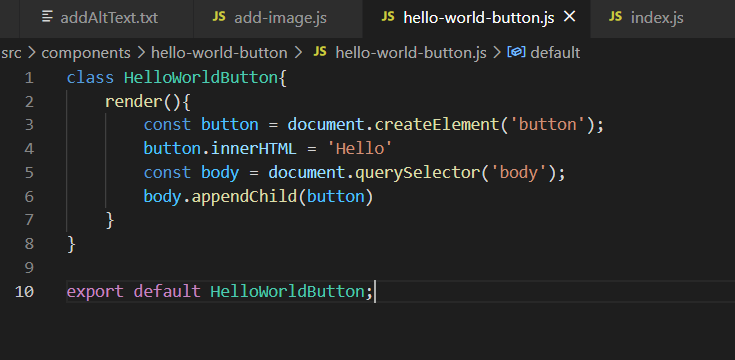 addAltText.txt JS add-image.js JS hello-world-button.js × JS index.js
src > components > hello-world-button > JS hello-world-button.js > default
1 class HelloWorldButton{
2     render(){
3         const button = document.createElement('button');
4         button.innerHTML = 'Hello'
5         const body = document.querySelector('body');
6         body.appendChild(button)
7     }
8 }
9
10 export default HelloWorldButton;